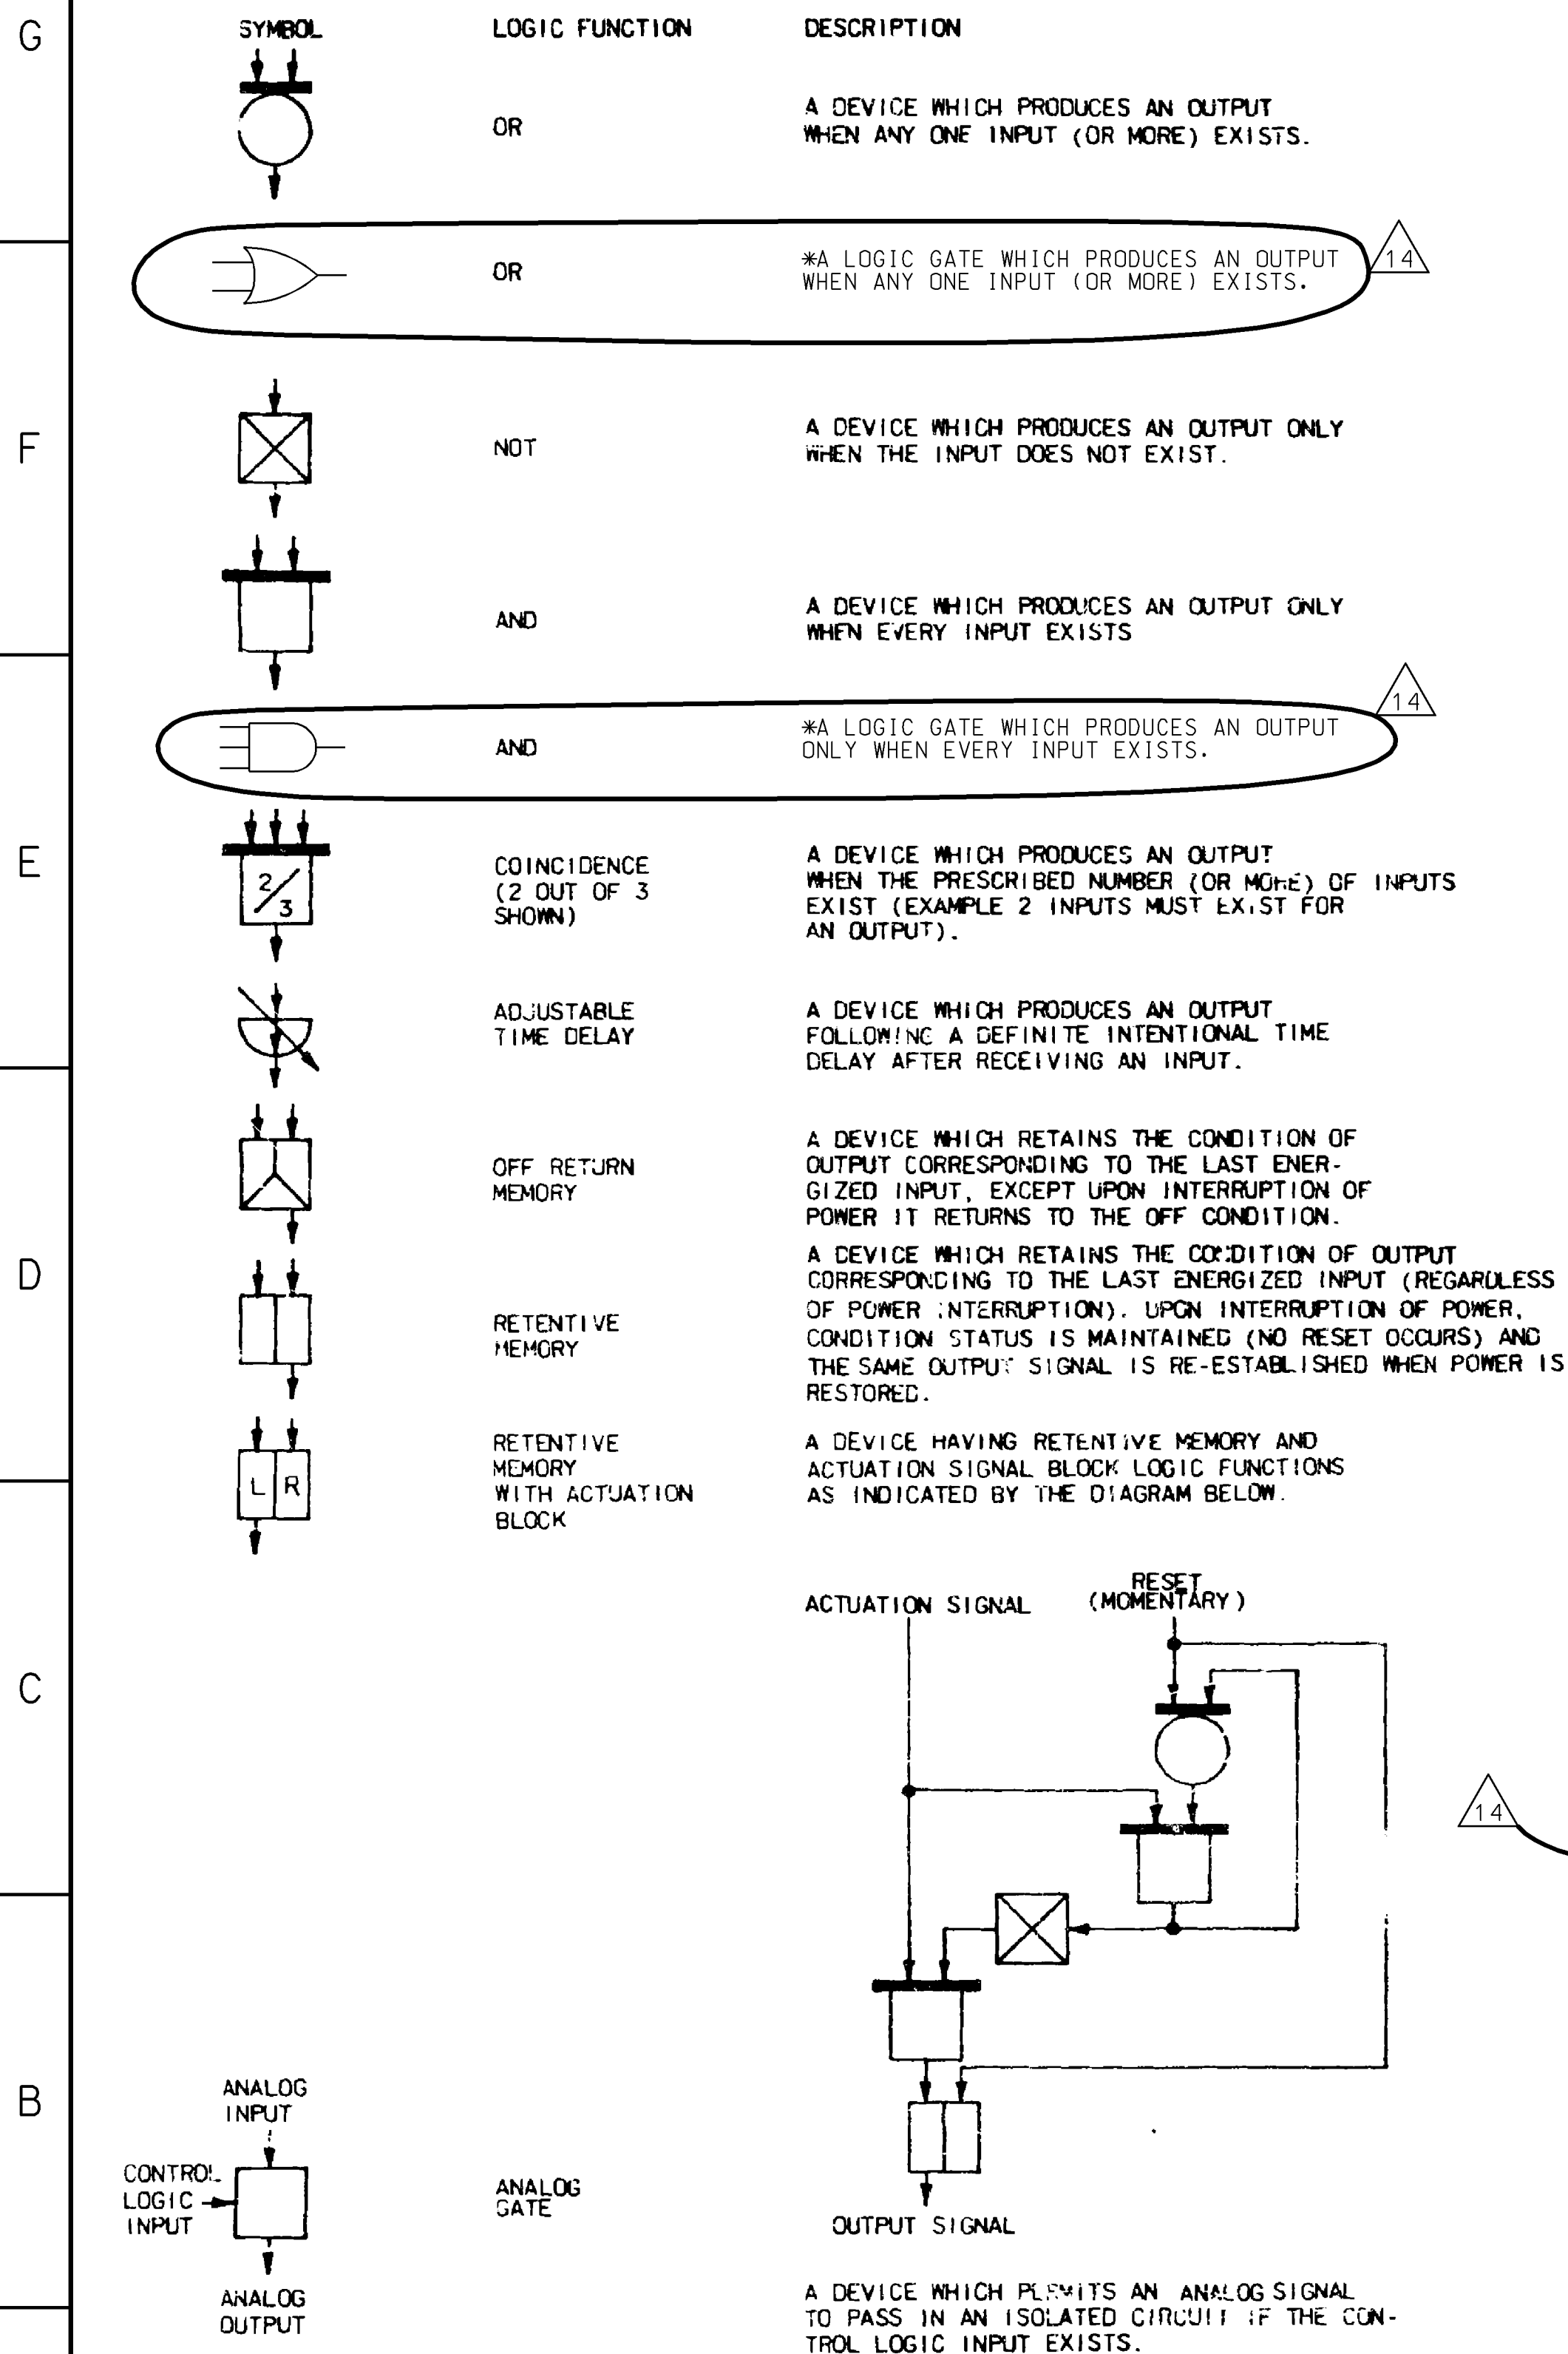 G
SYMBOL LOGIC FUNCTION DESCRIPTION
OR
A DEVICE WHICH PRODUCES AN OUTPUT
WHEN ANY ONE INPUT (OR MORE) EXISTS.
OR
*A LOGIC GATE WHICH PRODUCES AN OUTPUT
WHEN ANY ONE INPUT (OR MORE) EXISTS.
14
F
NOT
A DEVICE WHICH PRODUCES AN OUTPUT ONLY
WHEN THE INPUT DOES NOT EXIST.
AND
A DEVICE WHICH PRODUCES AN OUTPUT ONLY
WHEN EVERY INPUT EXISTS
AND
*A LOGIC GATE WHICH PRODUCES AN OUTPUT
ONLY WHEN EVERY INPUT EXISTS.
14
E
2/3
COINCIDENCE
(2 OUT OF 3
SHOWN)
A DEVICE WHICH PRODUCES AN OUTPUT
WHEN THE PRESCRIBED NUMBER (OR MORE) OF INPUTS
EXIST (EXAMPLE 2 INPUTS MUST EXIST FOR
AN OUTPUT).
ADJUSTABLE
TIME DELAY
A DEVICE WHICH PRODUCES AN OUTPUT
FOLLOWING A DEFINITE INTENTIONAL TIME
DELAY AFTER RECEIVING AN INPUT.
OFF RETURN
MEMORY
A DEVICE WHICH RETAINS THE CONDITION OF
OUTPUT CORRESPONDING TO THE LAST ENER-
GIZED INPUT, EXCEPT UPON INTERRUPTION OF
POWER IT RETURNS TO THE OFF CONDITION.
D
RETENTIVE
MEMORY
A DEVICE WHICH RETAINS THE CONDITION OF OUTPUT
CORRESPONDING TO THE LAST ENERGIZED INPUT (REGARDLESS
OF POWER INTERRUPTION). UPON INTERRUPTION OF POWER,
CONDITION STATUS IS MAINTAINED (NO RESET OCCURS) AND
THE SAME OUTPUT SIGNAL IS RE-ESTABLISHED WHEN POWER IS
RESTORED.
L R
RETENTIVE
MEMORY
WITH ACTUATION
BLOCK
A DEVICE HAVING RETENTIVE MEMORY AND
ACTUATION SIGNAL BLOCK LOGIC FUNCTIONS
AS INDICATED BY THE DIAGRAM BELOW.
ACTUATION SIGNAL
RESET
(MOMENTARY)
C
14
B
ANALOG
INPUT
CONTROL
LOGIC
INPUT
ANALOG
GATE
OUTPUT SIGNAL
ANALOG
OUTPUT
A DEVICE WHICH PERMITS AN ANALOG SIGNAL
TO PASS IN AN ISOLATED CIRCUIT IF THE CON-
TROL LOGIC INPUT EXISTS.